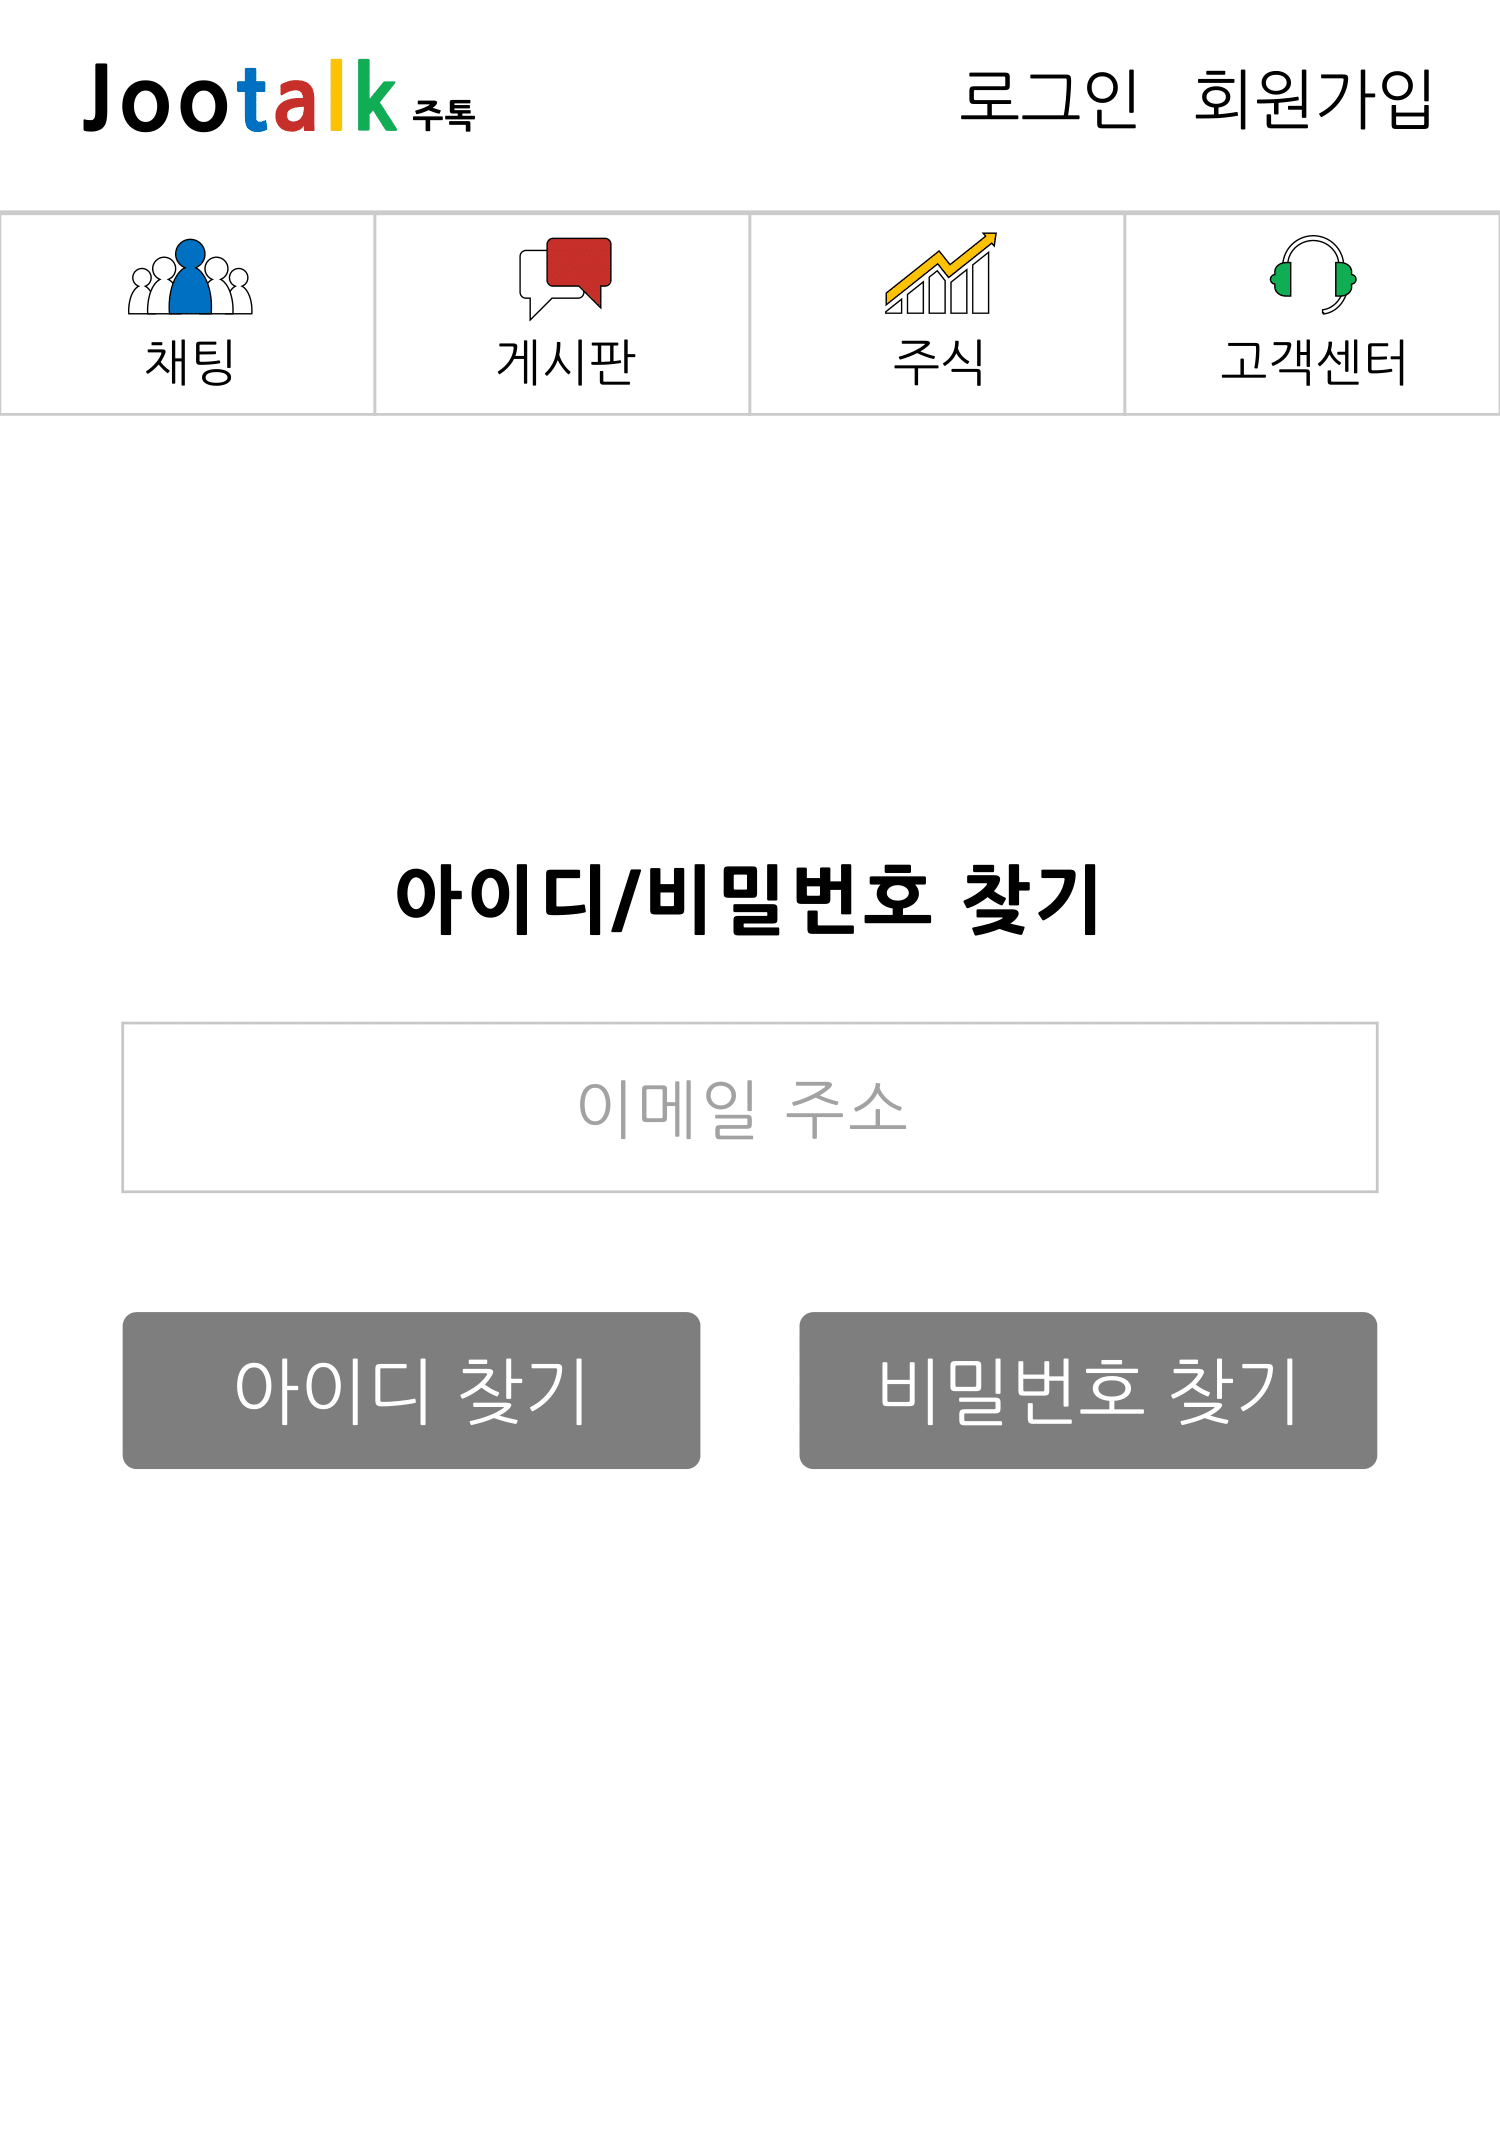 Jootalk 주톡 로그인 회원가입
채팅 게시판 주식 고객센터
아이디/비밀번호 찾기
이메일 주소
아이디 찾기 비밀번호 찾기